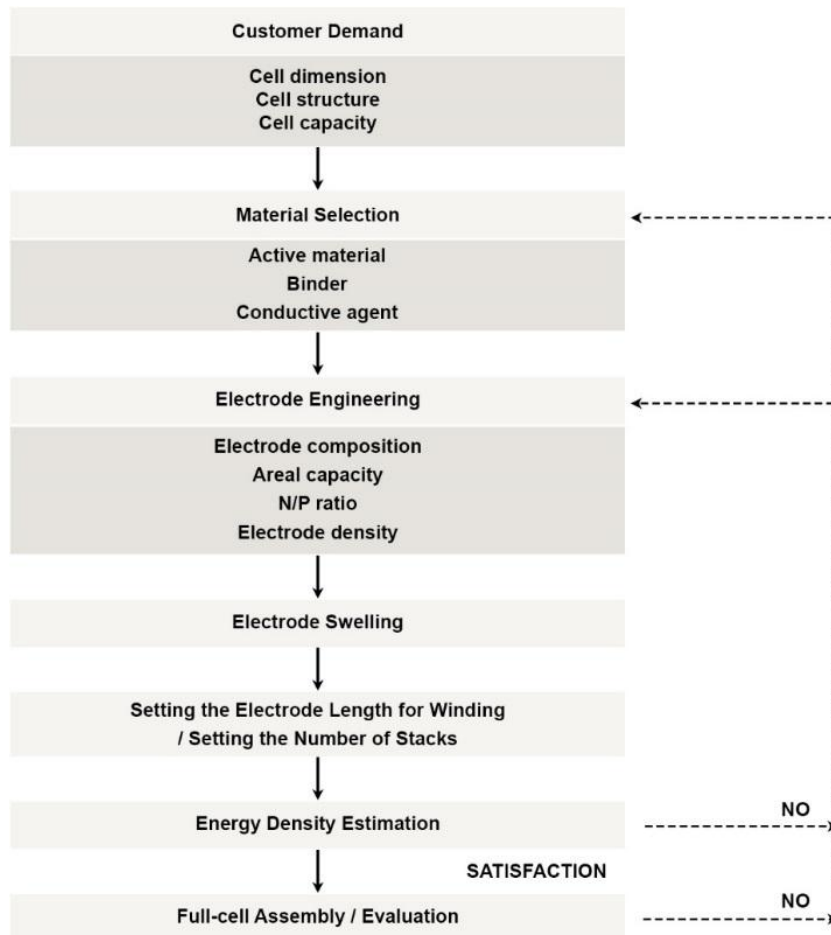 Customer Demand
Cell dimension
Cell structure
Cell capacity
Material Selection
Active material
Binder
Conductive agent
Electrode Engineering
Electrode composition
Areal capacity
N/P ratio
Electrode density
Electrode Swelling
Setting the Electrode Length for Winding
/ Setting the Number of Stacks
Energy Density Estimation
NO
SATISFACTION
Full-cell Assembly / Evaluation
NO